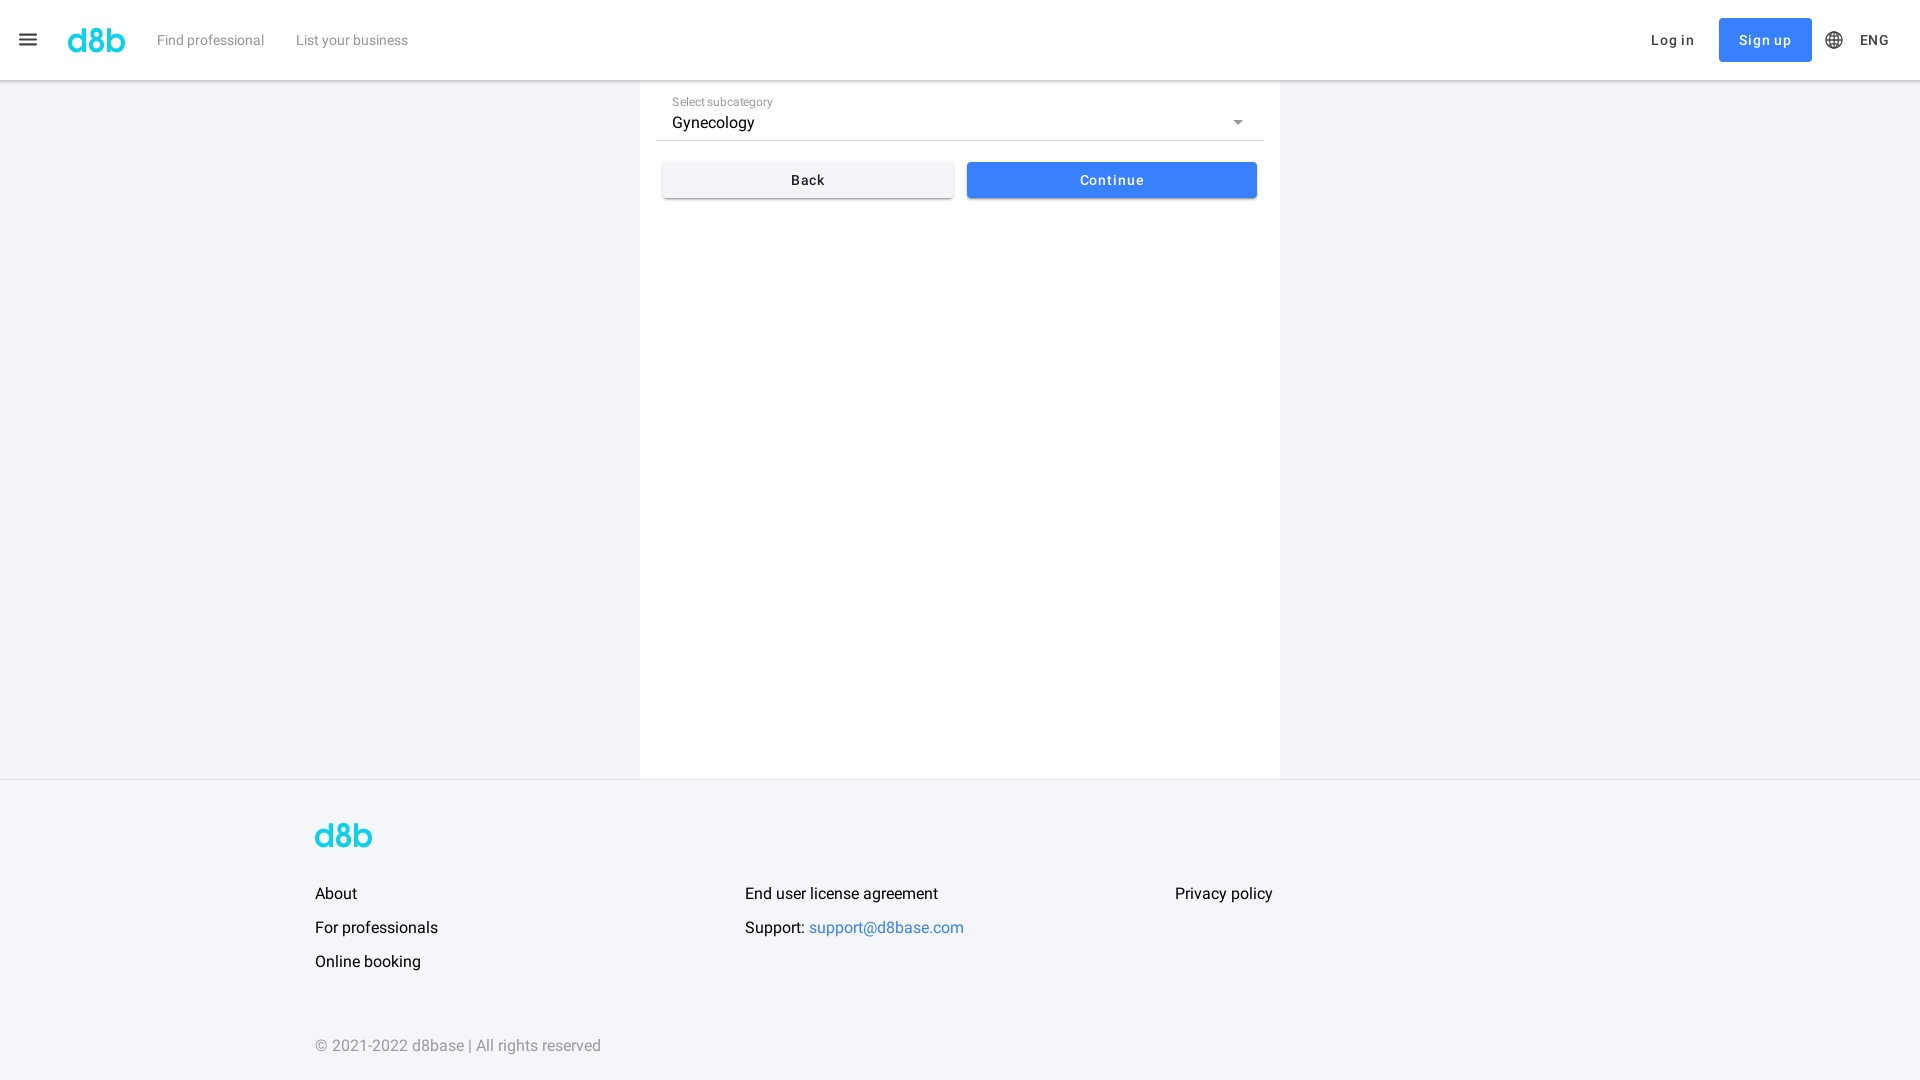 d8b
Find professional
List your business
Log in
Sign up
ENG
Select subcategory
Gynecology
Back
Continue
d8b
About
End user license agreement
Privacy policy
For professionals
Support: support@d8base.com
Online booking
© 2021-2022 d8base | All rights reserved